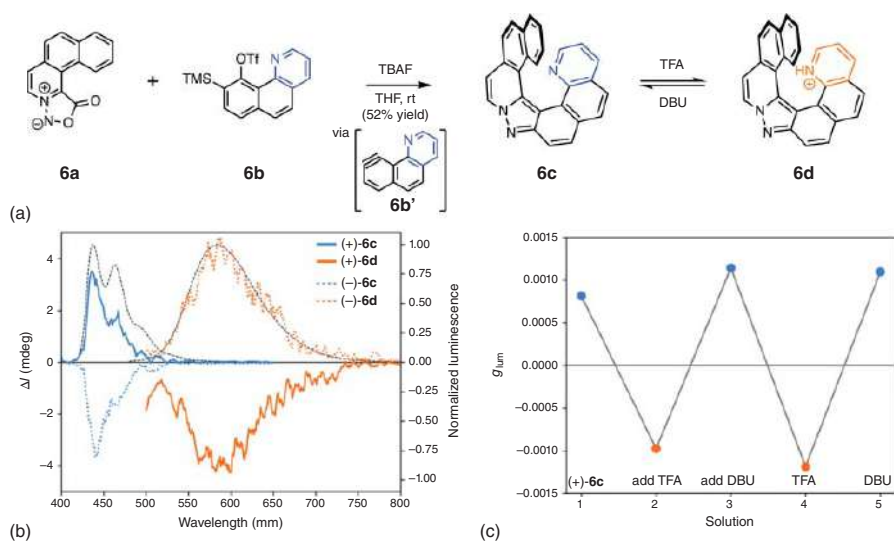 N
+
N
⊖
O
O
6a
+
OTf
TMS
N
6b
TBAF
THF, rt
(52% yield)
via
N
6b'
N
N
N
6c
TFA
DBU
HN
⊕
N
N
6d
(a)
4
2
0
−2
−4
ΔI (mdeg)
(+)-6c
(+)-6d
(−)-6c
(−)-6d
1.00
0.75
0.50
0.25
0.00
−0.25
−0.50
−0.75
−1.00
Normalized luminescence
400 450 500 550 600 650 700 750 800
Wavelength (mm)
(b)
0.0015
0.0010
0.0005
0.0000
−0.0005
−0.0010
−0.0015
glum
(+)-6c add TFA add DBU TFA DBU
1 2 3 4 5
Solution
(c)